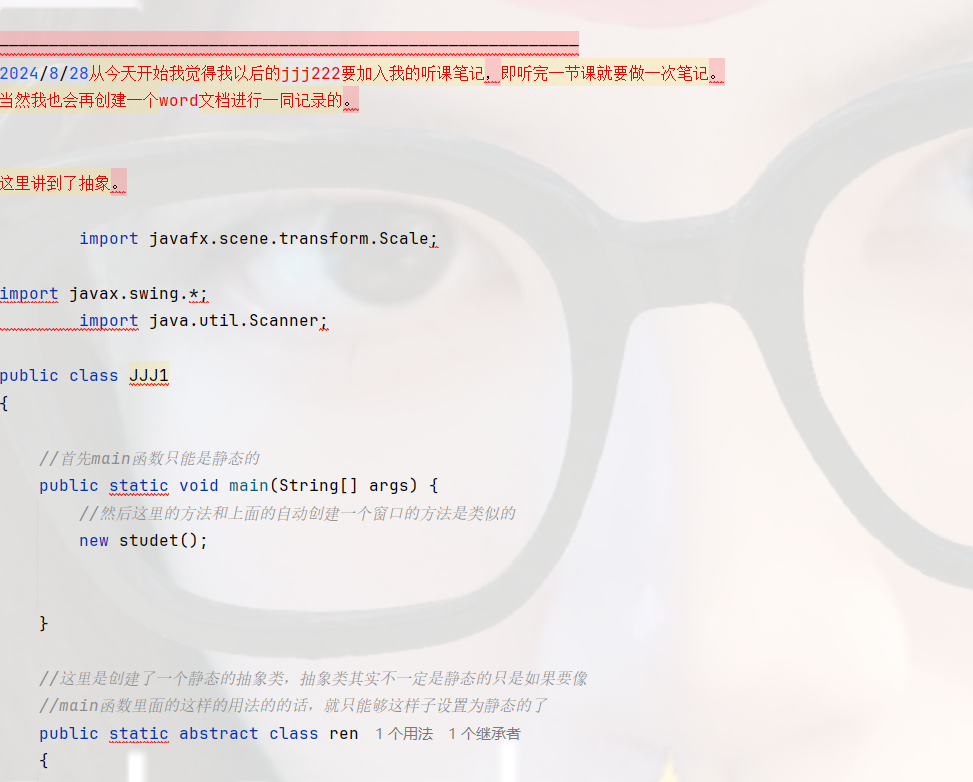 ___________________________________________________________
2024/8/28从今天开始我觉得我以后的jjj222要加入我的听课笔记，即听完一节课就要做一次笔记。
当然我也会再创建一个word文档进行一同记录的。
这里讲到了抽象。
import javafx.scene.transform.Scale;
import javax.swing.*;
import java.util.Scanner;
public class JJJ1
{
//首先main函数只能是静态的
public static void main(String[] args) {
//然后这里的方法和上面的自动创建一个窗口的方法是类似的
new studet();
}
//这里是创建了一个静态的抽象类，抽象类其实不一定是静态的只是如果要像
//main函数里面的这样的用法的的话，就只能够这样子设置为静态的了
public static abstract class ren 1 个用法 1 个继承者
{